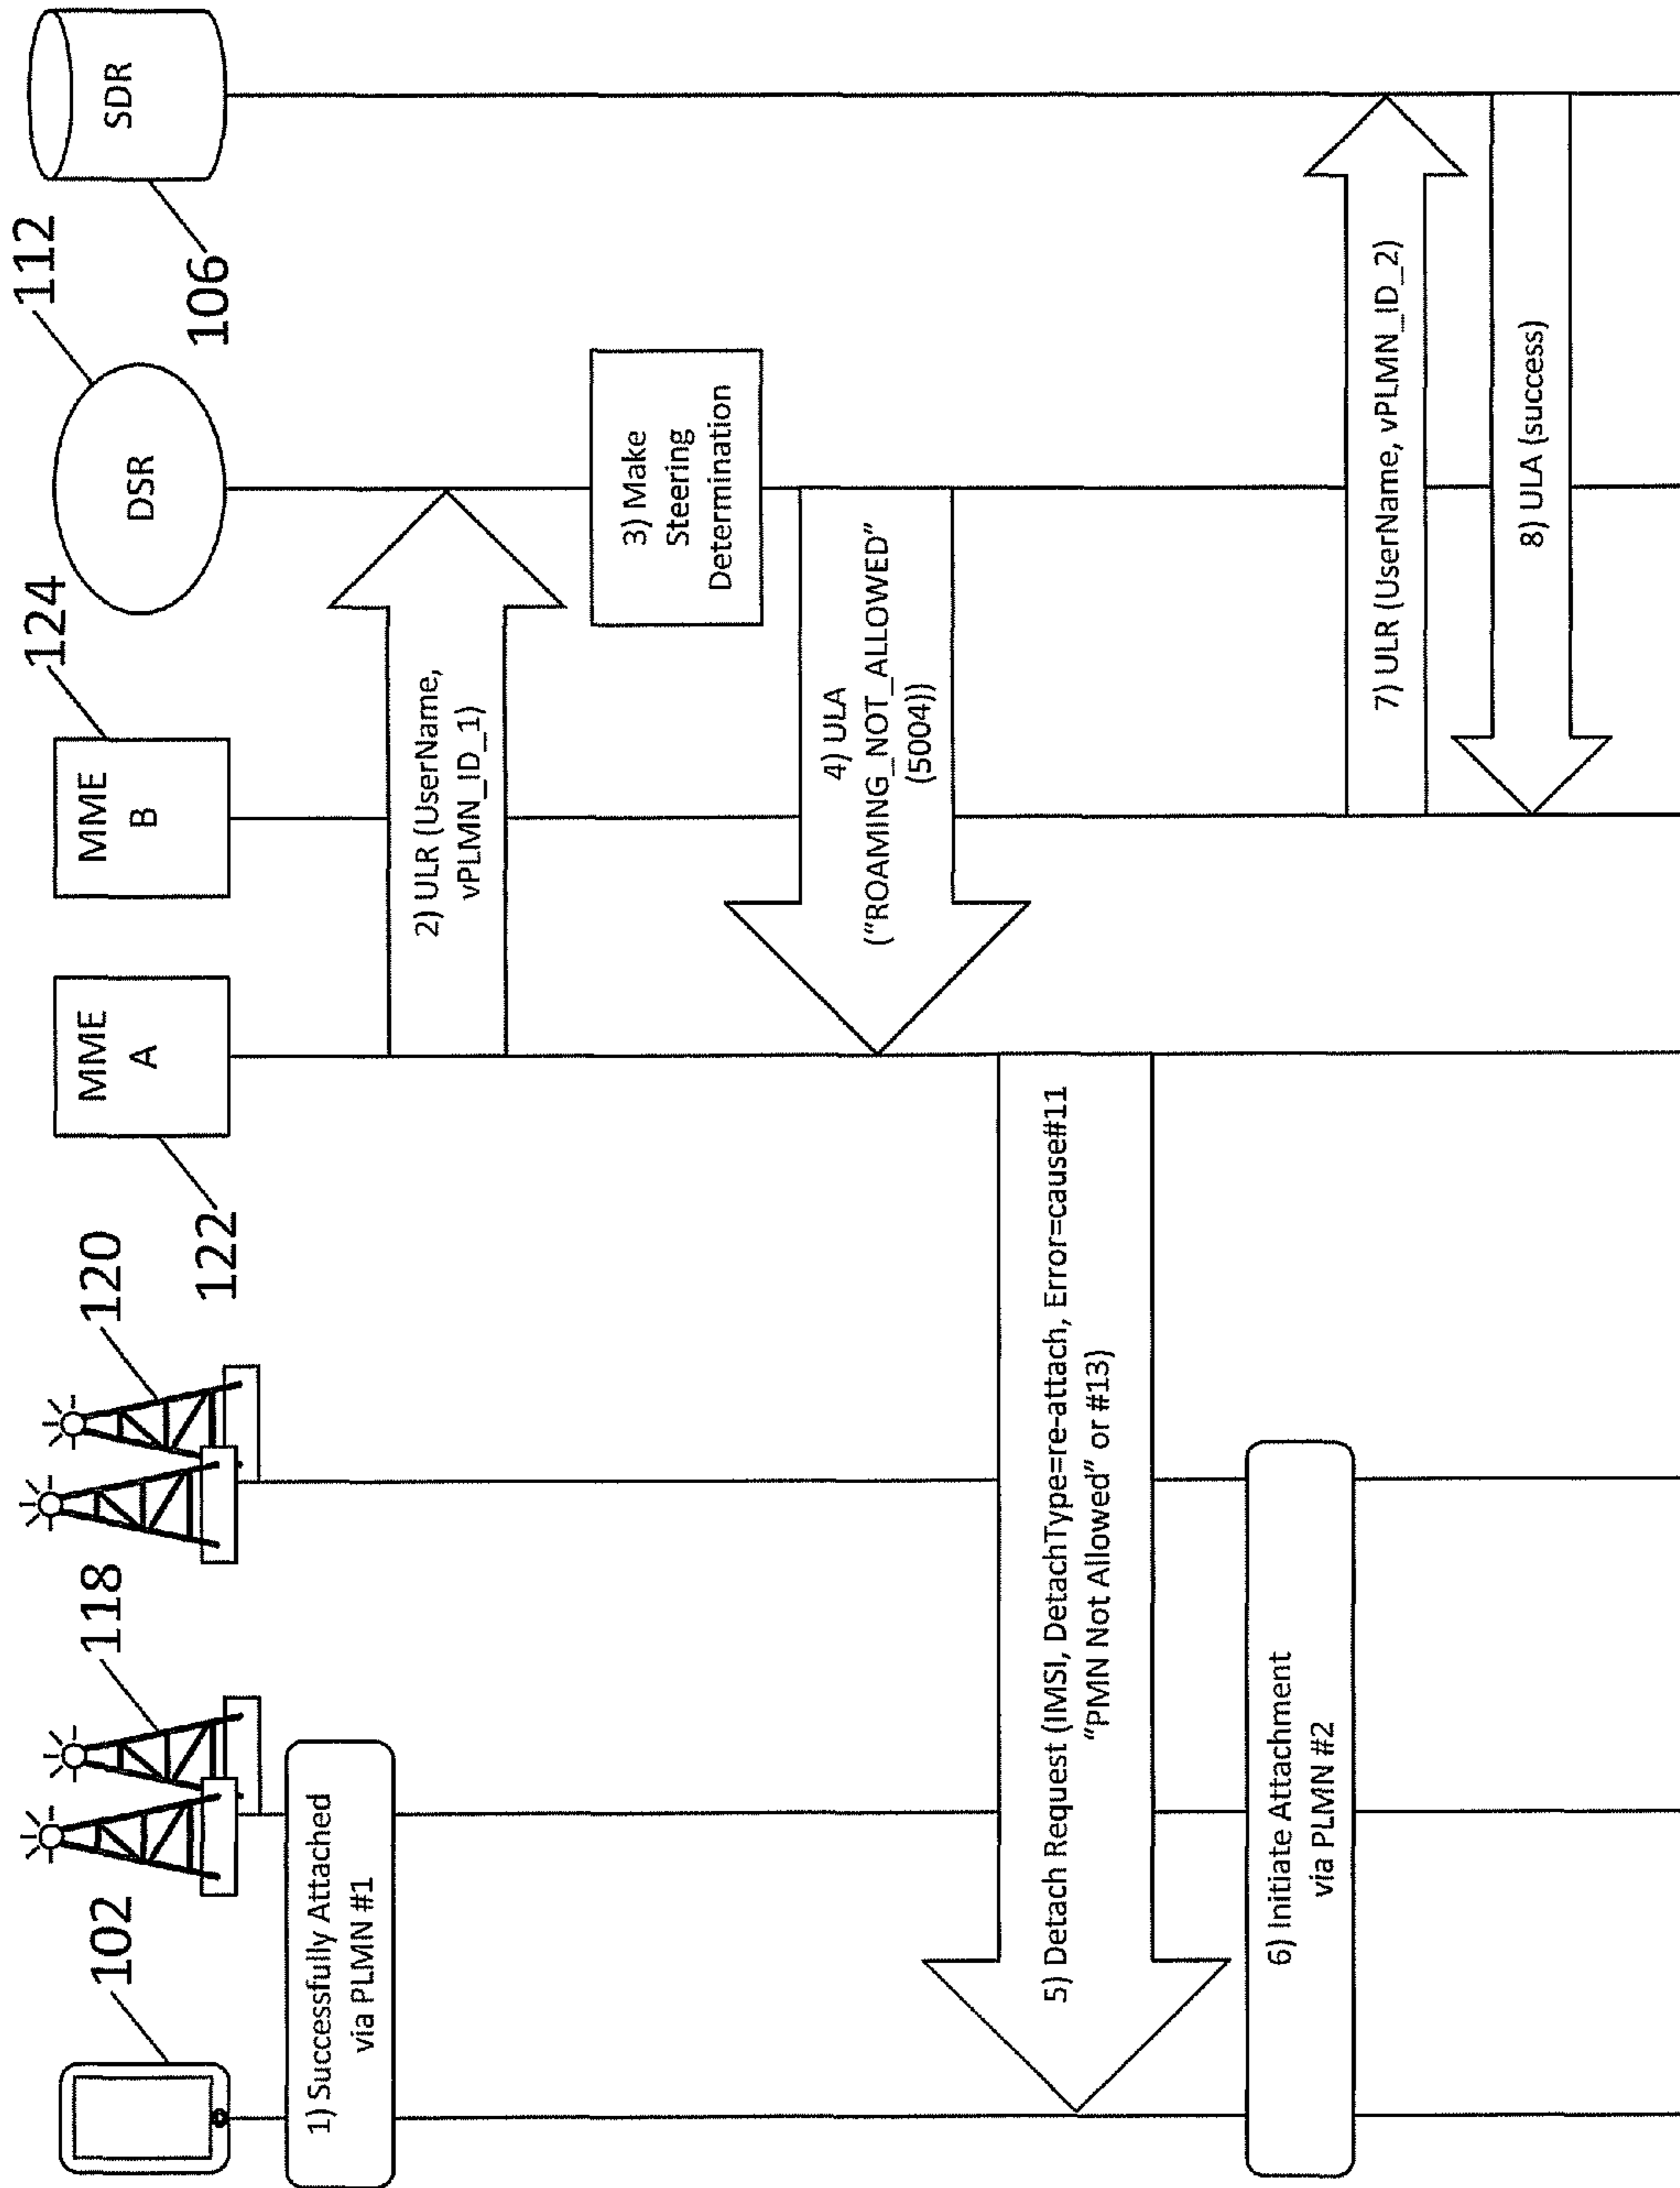 102
118
120
122
MME
A
124
MME
B
112
DSR
106
SDR
1) Successfully Attached
via PLMN #1
2) ULR (UserName,
vPLMN_ID_1)
3) Make
Steering
Determination
4) ULA
("ROAMING_NOT_ALLOWED"
(5004))
5) Detach Request (IMSI, DetachType=re-attach, Error=cause#11
"PMN Not Allowed" or #13)
6) Initiate Attachment
via PLMN #2
7) ULR (UserName, vPLMN_ID_2)
8) ULA (success)